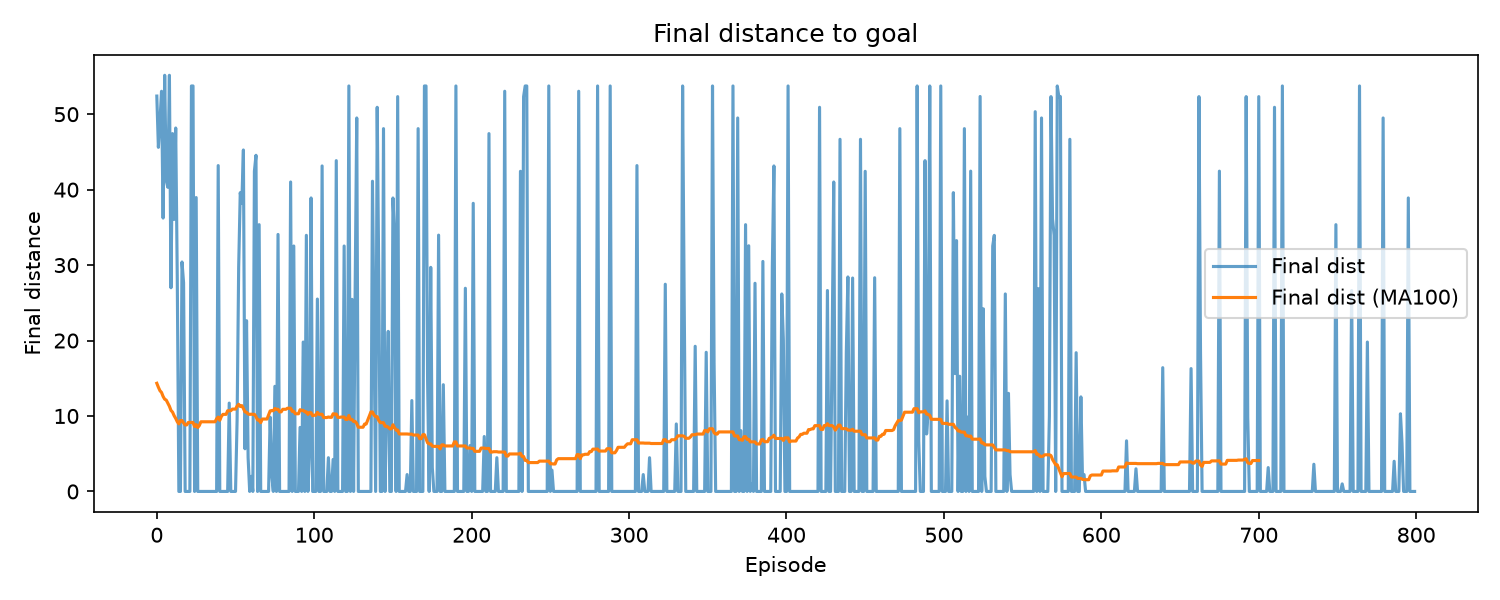 Final distance to goal
Final distance
50
40
30
20
10
0
Final dist
Final dist (MA100)
0 100 200 300 400 500 600 700 800
Episode